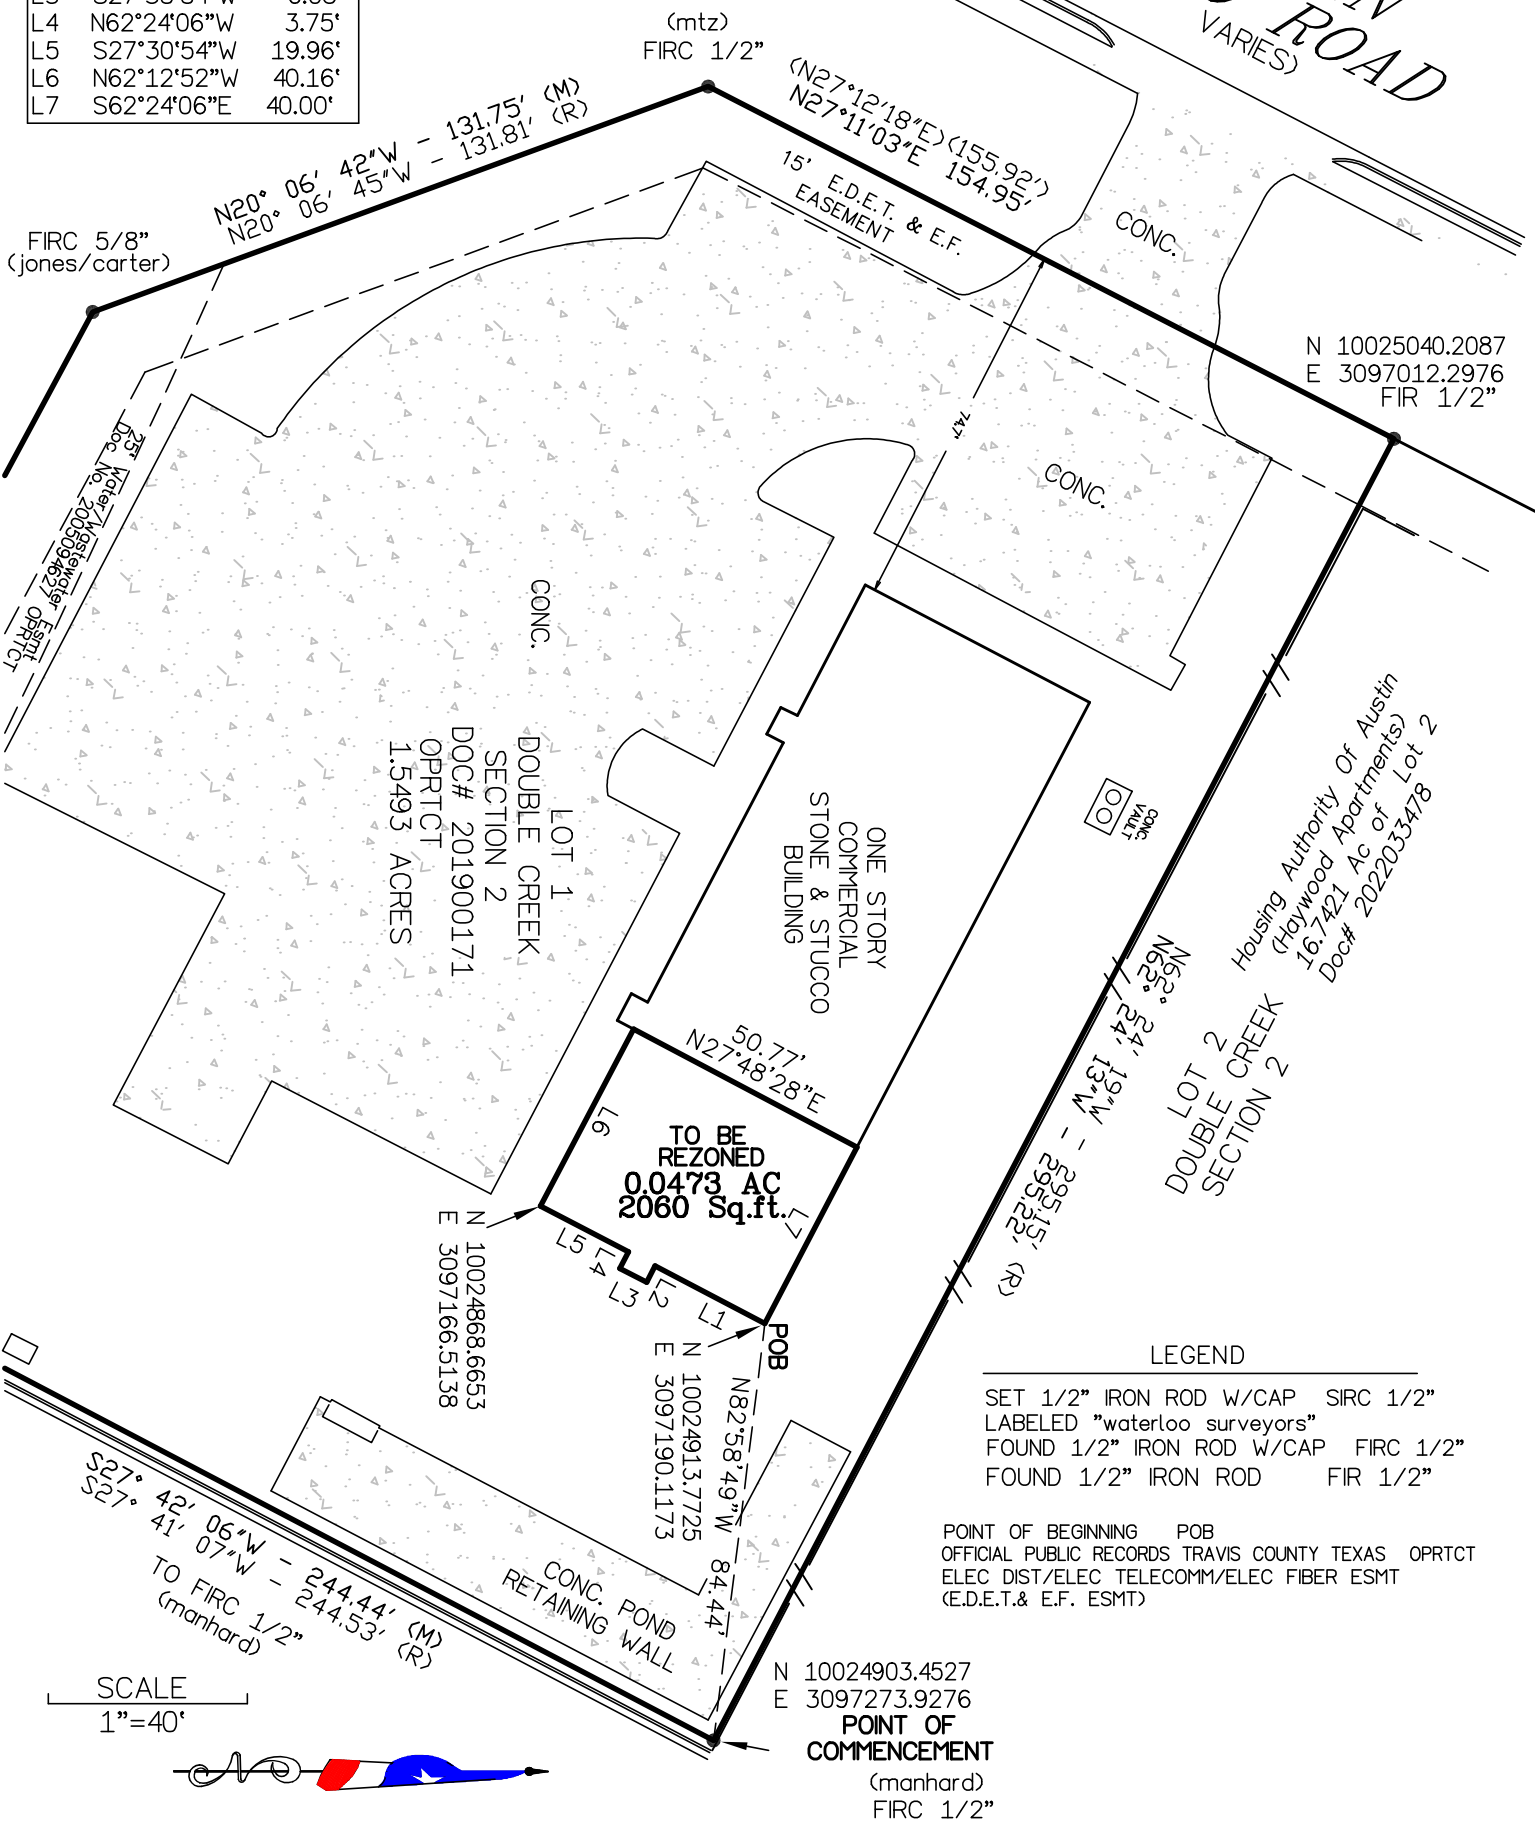 L4 N62°24'06"W 3.75'
L5 S27°30'54"W 19.96'
L6 N62°12'52"W 40.16'
L7 S62°24'06"E 40.00'
(mtz)
FIRC 1/2"
ROAD
VARIES)
N20° 06' 42"W - 131.75' (M)
N20° 06' 45"W - 131.81' (R)
(N27°12'18"E)(155.92')
N27°11'03"E 154.95'
15' E.D.E.T. & E.F.
EASEMENT
FIRC 5/8"
(jones/carter)
CONC.
N 10025040.2087
E 3097012.2976
FIR 1/2"
74.7'
CONC.
25' Water/Wastewater Esmt
Doc No. 2005094627 OPRTCT
CONC.
LOT 1
DOUBLE CREEK
SECTION 2
DOC# 201900171
OPRTCT
1.5493 ACRES
ONE STORY
COMMERCIAL
STONE & STUCCO
BUILDING
CONC.
VAULT
Housing Authority Of Austin
(Haywood Apartments)
16.7421 Ac of Lot 2
Doc# 2022033478
LOT 2
DOUBLE CREEK
SECTION 2
N62° 24' 19"W - 295.15'
N62° 24' 13"W - 295.22' (R)
50.77'
N27°48'28"E
L6
TO BE
REZONED
0.0473 AC
2060 Sq.ft.
L7
L5
L4
L3
L2
L1
N 10024868.6653
E 3097166.5138
POB
N 10024913.7725
E 3097190.1173
N82°58'49"W 84.44'
LEGEND
SET 1/2" IRON ROD W/CAP SIRC 1/2"
LABELED "waterloo surveyors"
FOUND 1/2" IRON ROD W/CAP FIRC 1/2"
FOUND 1/2" IRON ROD FIR 1/2"
POINT OF BEGINNING POB
OFFICIAL PUBLIC RECORDS TRAVIS COUNTY TEXAS OPRTCT
ELEC DIST/ELEC TELECOMM/ELEC FIBER ESMT
(E.D.E.T.& E.F. ESMT)
S27° 42' 06"W - 244.44' (M)
S27° 41' 07"W - 244.53' (R)
TO FIRC 1/2"
(manhard)
CONC. POND
RETAINING WALL
SCALE
1"=40'
N 10024903.4527
E 3097273.9276
POINT OF
COMMENCEMENT
(manhard)
FIRC 1/2"